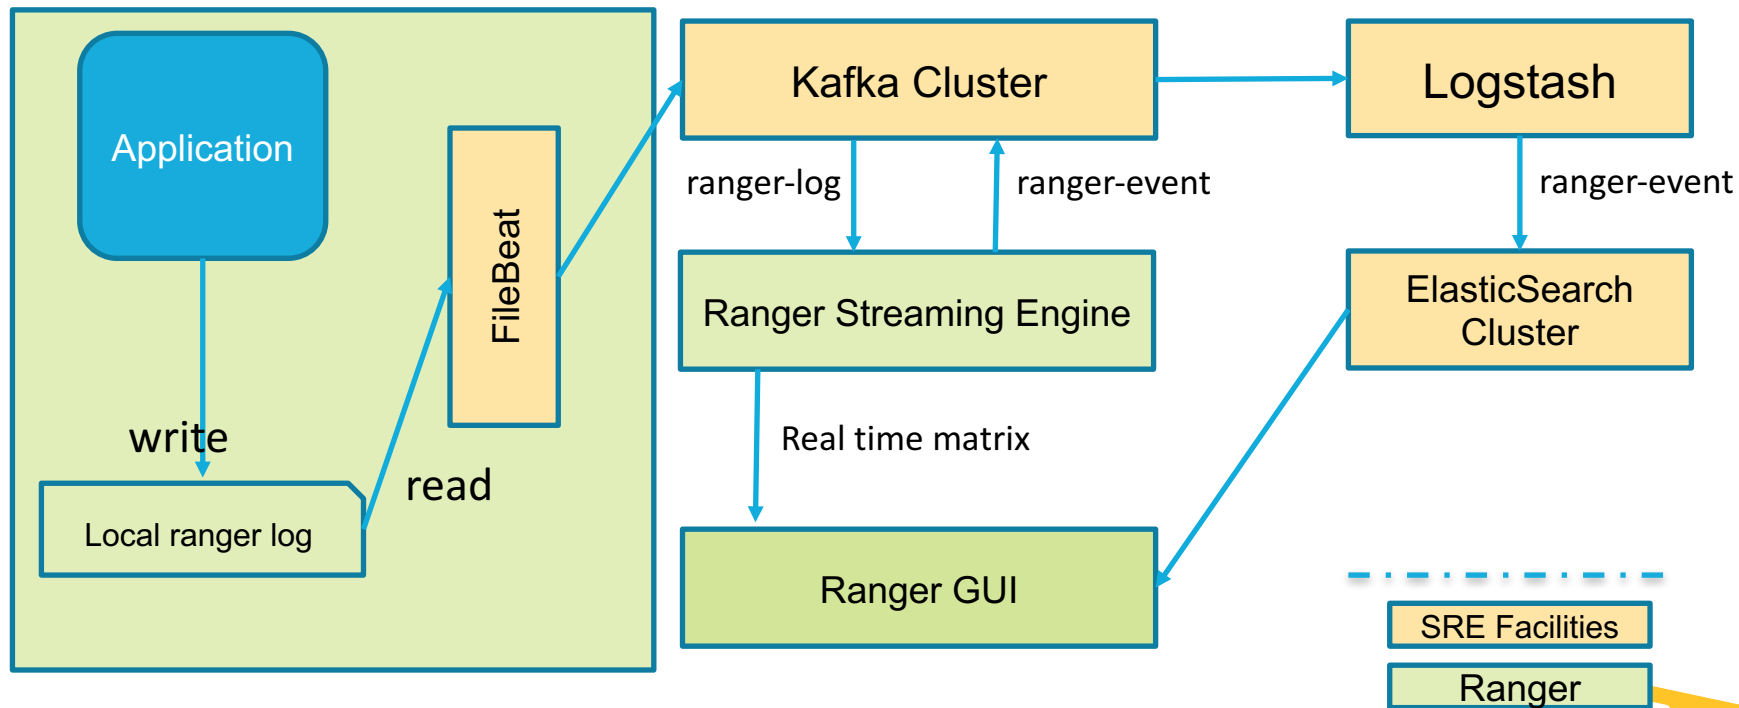 Application
write
Local ranger log
read
FileBeat
Kafka Cluster
ranger-log
ranger-event
Ranger Streaming Engine
Real time matrix
Ranger GUI
Logstash
ranger-event
ElasticSearch
Cluster
SRE Facilities
Ranger